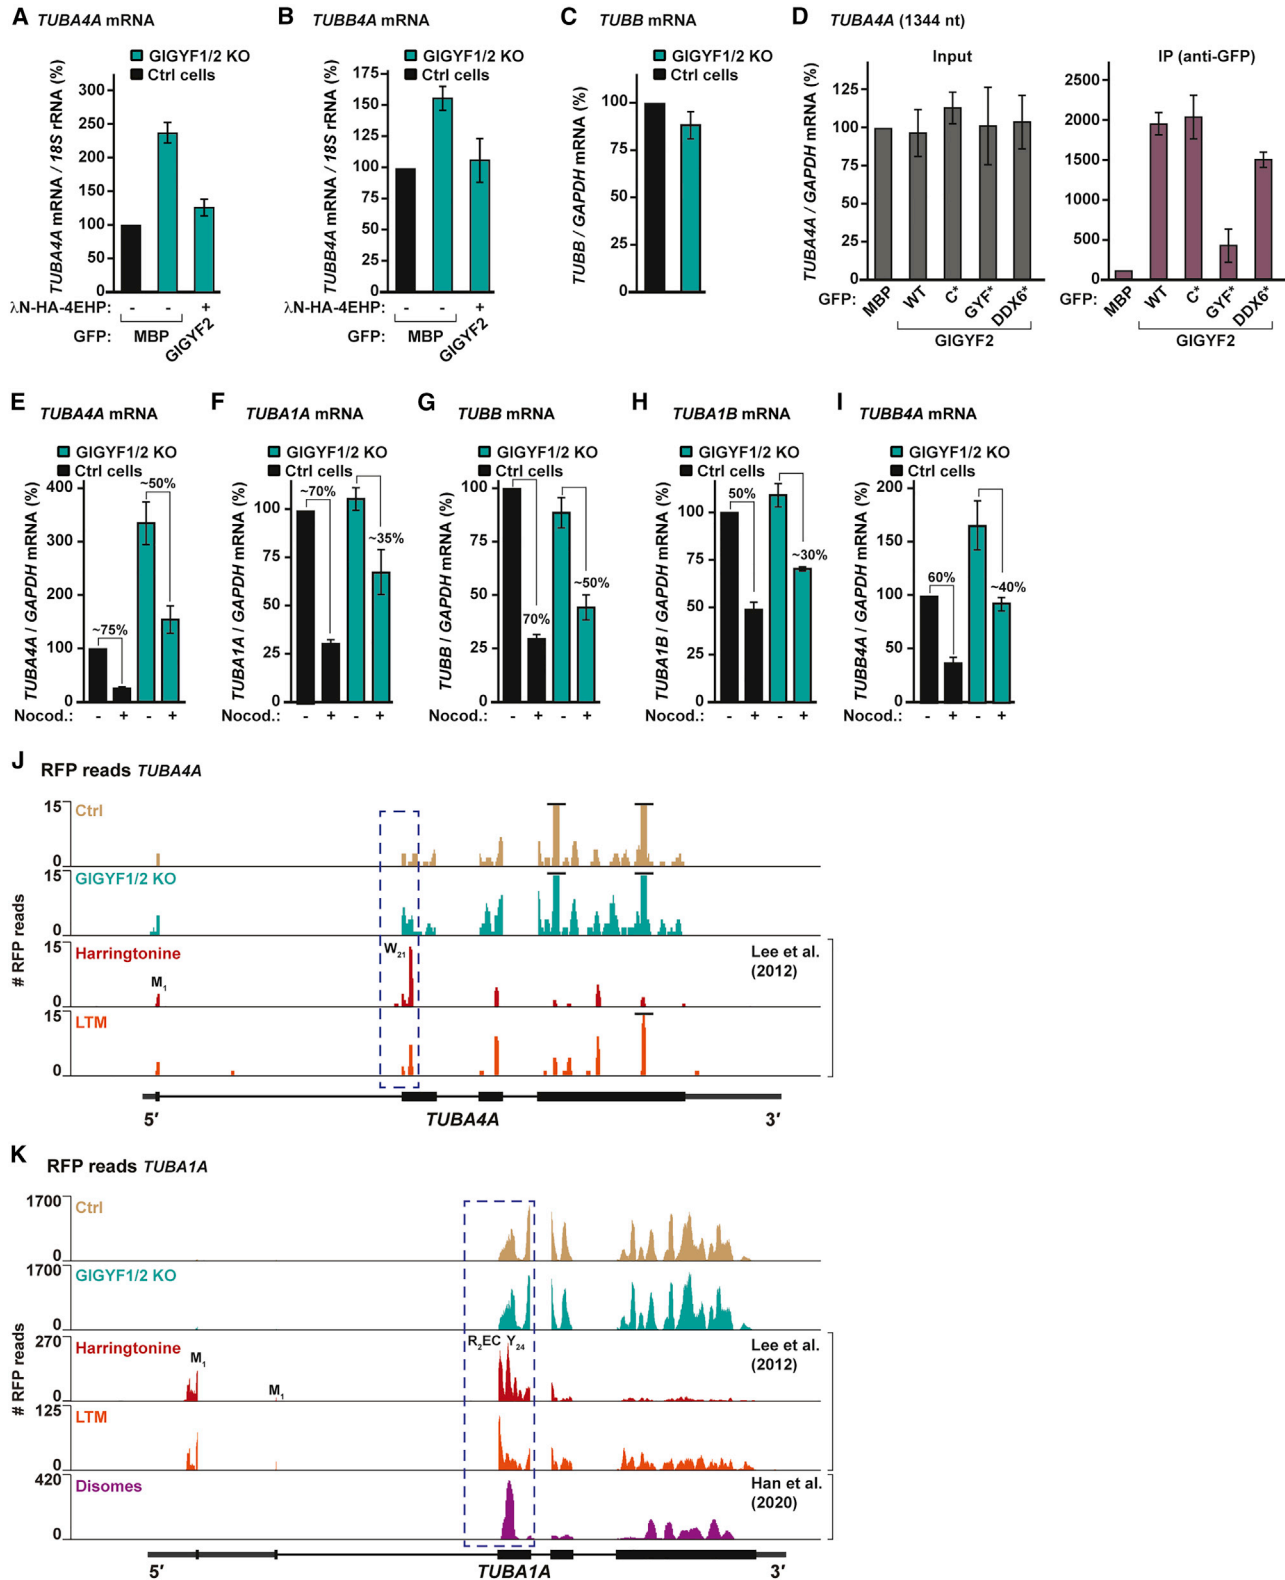 A TUBA4A mRNA
GIGYF1/2 KO
Ctrl cells
TUBA4A mRNA / 18S rRNA (%)
300
250
200
150
100
50
0
λN-HA-4EHP: - - +
GFP: MBP GIGYF2
B TUBB4A mRNA
GIGYF1/2 KO
Ctrl cells
TUBB4A mRNA / 18S rRNA (%)
175
150
125
100
75
50
25
0
λN-HA-4EHP: - - +
GFP: MBP GIGYF2
C TUBB mRNA
GIGYF1/2 KO
Ctrl cells
TUBB / GAPDH mRNA (%)
100
75
50
25
0
D TUBA4A (1344 nt)
Input
TUBA4A / GAPDH mRNA (%)
125
100
75
50
25
0
GFP: MBP WT C* GYF* DDX6*
GIGYF2
IP (anti-GFP)
2500
2000
1500
1000
500
0
GFP: MBP WT C* GYF* DDX6*
GIGYF2
E TUBA4A mRNA
GIGYF1/2 KO
Ctrl cells
TUBA4A / GAPDH mRNA (%)
400
300
200
100
0
~75%
~50%
Nocod.: - + - +
F TUBA1A mRNA
GIGYF1/2 KO
Ctrl cells
TUBA1A / GAPDH mRNA (%)
100
75
50
25
0
~70%
~35%
Nocod.: - + - +
G TUBB mRNA
GIGYF1/2 KO
Ctrl cells
TUBB / GAPDH mRNA (%)
100
75
50
25
0
70%
~50%
Nocod.: - + - +
H TUBA1B mRNA
GIGYF1/2 KO
Ctrl cells
TUBA1B / GAPDH mRNA (%)
100
75
50
25
0
50%
~30%
Nocod.: - + - +
I TUBB4A mRNA
GIGYF1/2 KO
Ctrl cells
TUBB4A / GAPDH mRNA (%)
200
150
100
50
0
60%
~40%
Nocod.: - + - +
J RFP reads TUBA4A
# RFP reads
15
Ctrl
0
15
GIGYF1/2 KO
0
15
Harringtonine
M1
W21
Lee et al.
(2012)
0
15
LTM
0
5′ TUBA4A 3′
K RFP reads TUBA1A
# RFP reads
1700
Ctrl
0
1700
GIGYF1/2 KO
0
270
Harringtonine
M1
M1
R2EC Y24
Lee et al.
(2012)
0
125
LTM
0
420
Disomes
Han et al.
(2020)
0
5′ TUBA1A 3′